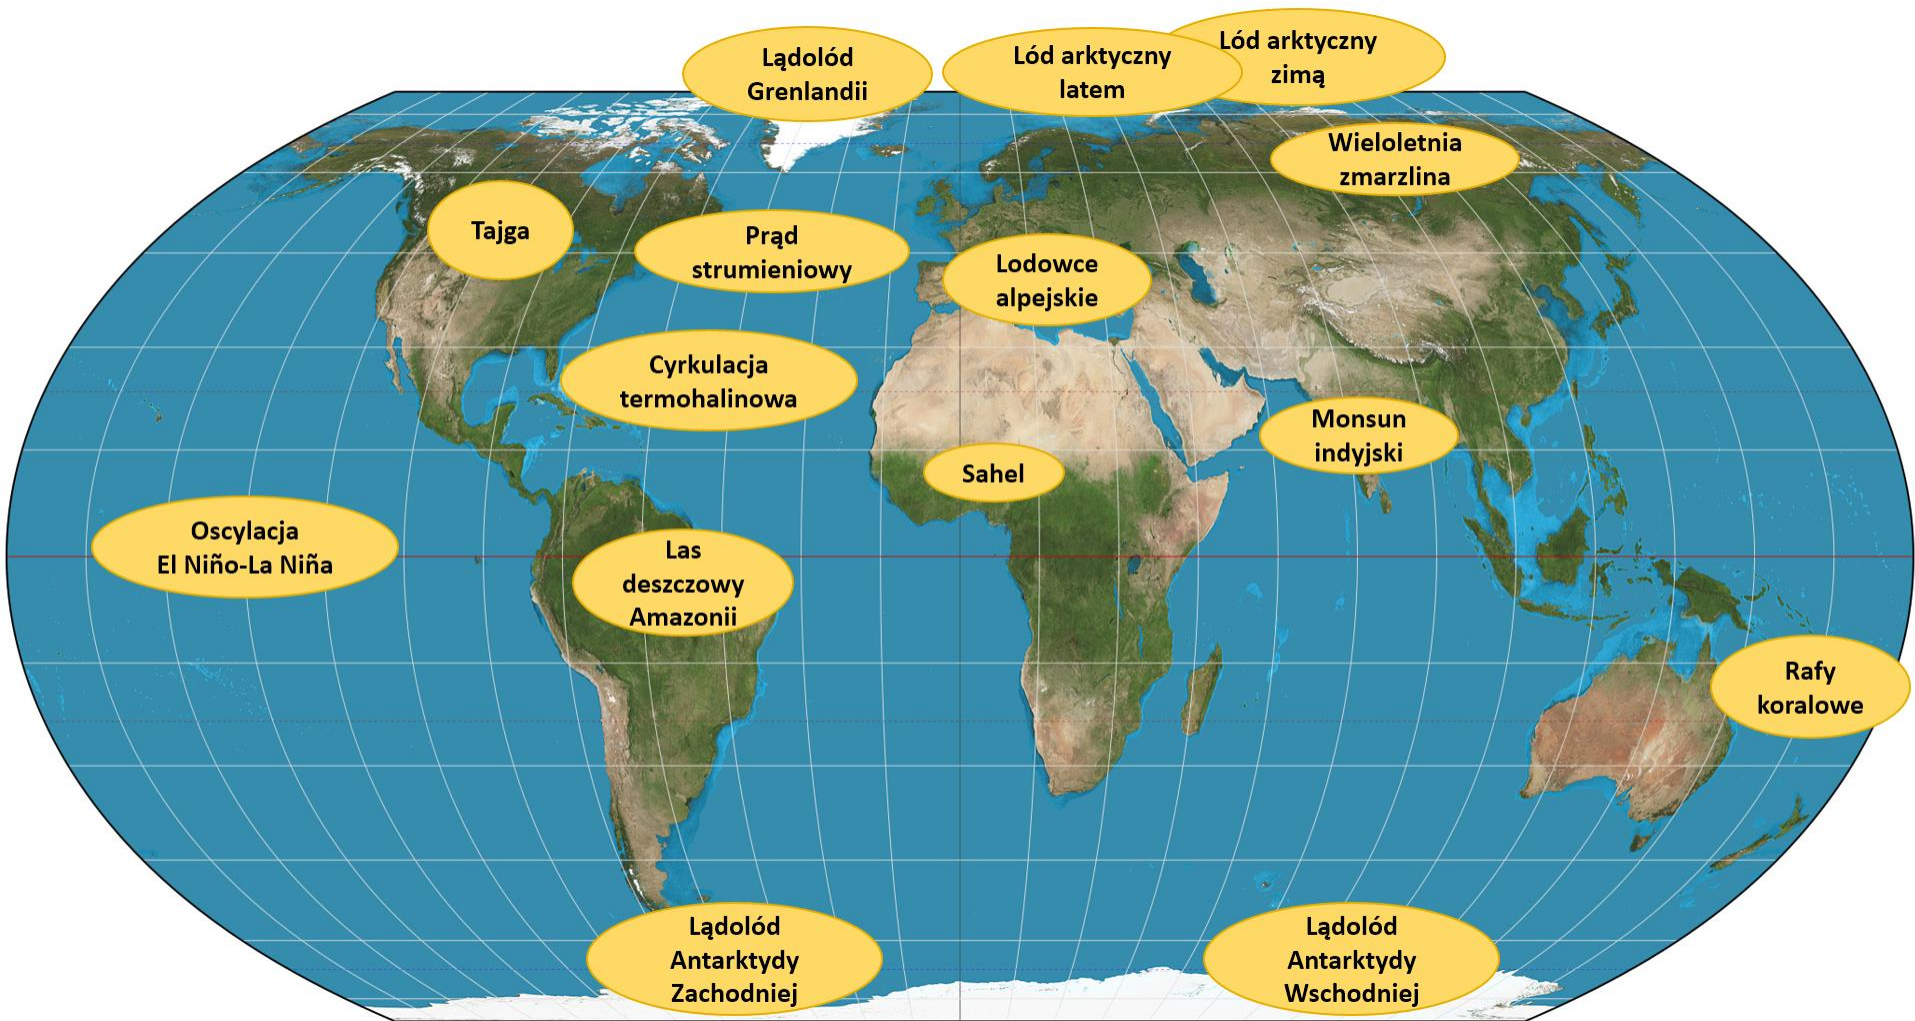 Lądolód
Grenlandii
Lód arktyczny
latem
Lód arktyczny
zimą
Wieloletnia
zmarzlina
Tajga
Prąd
strumieniowy
Lodowce
alpejskie
Cyrkulacja
termohalinowa
Monsun
indyjski
Sahel
Oscylacja
El Niño-La Niña
Las
deszczowy
Amazonii
Rafy
koralowe
Lądolód
Antarktydy
Zachodniej
Lądolód
Antarktydy
Wschodniej